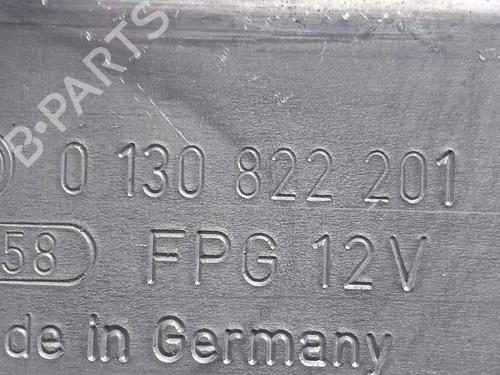 B-PARTS
0 130 822 201
58 FPG 12V
de in Germany